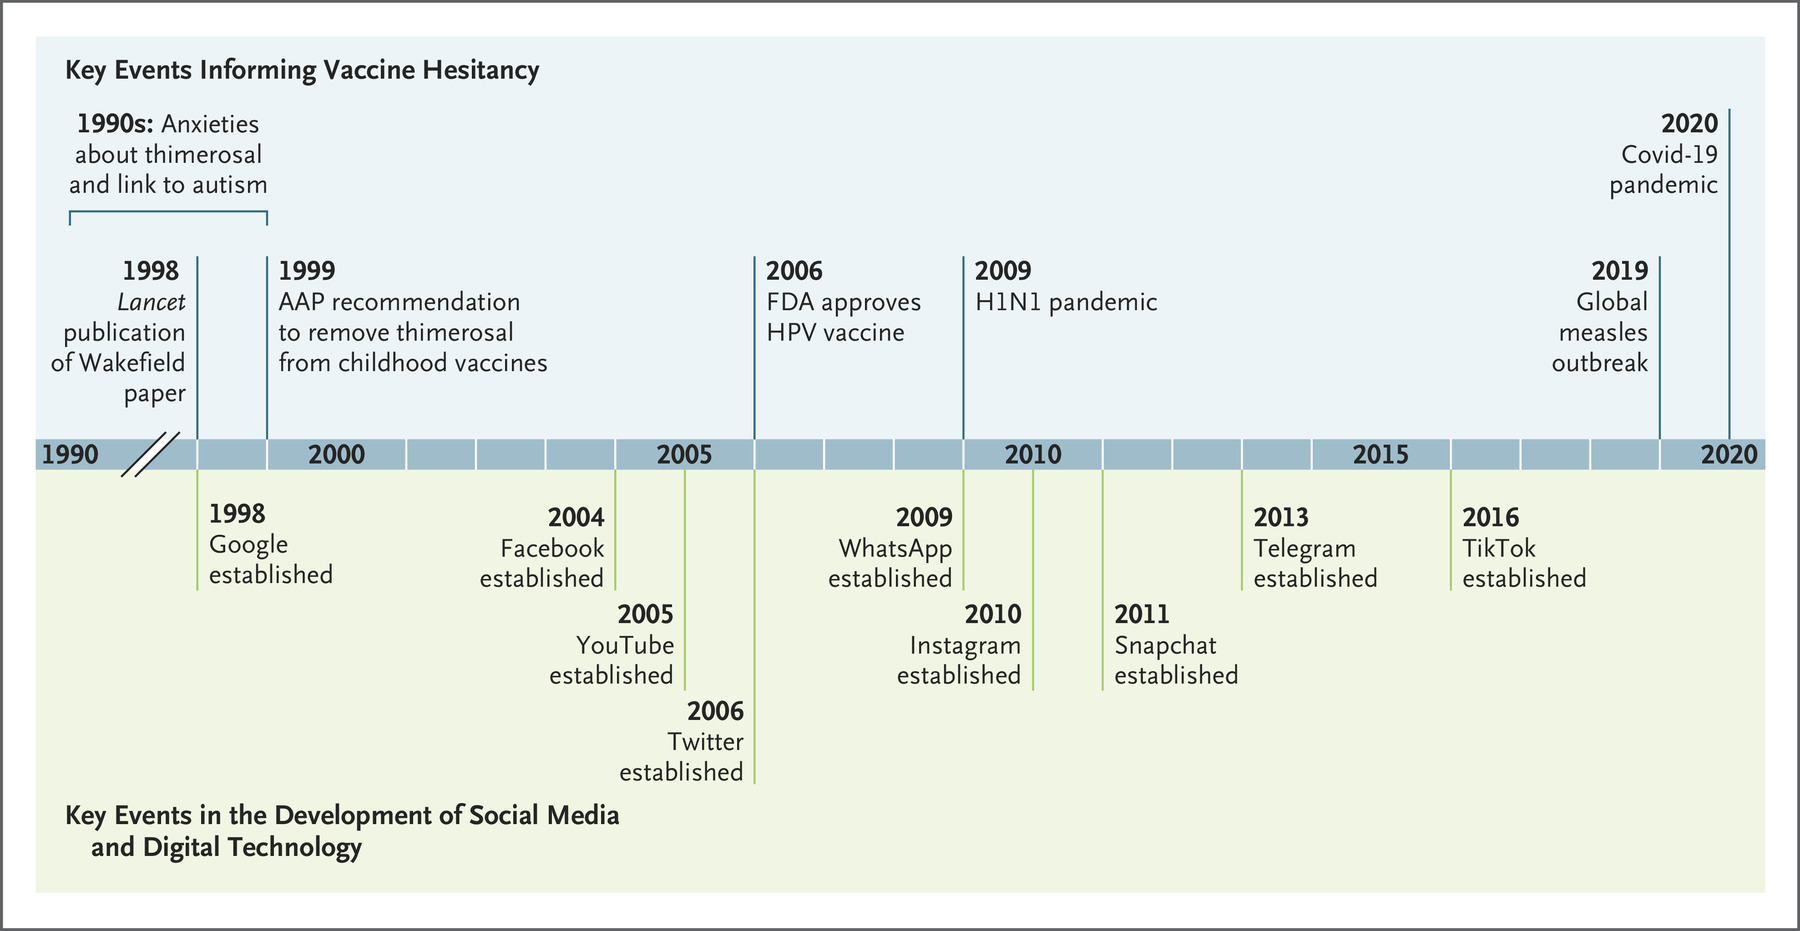 Key Events Informing Vaccine Hesitancy
1990s: Anxieties
about thimerosal
and link to autism
2020
Covid-19
pandemic
1998
Lancet
publication
of Wakefield
paper
1999
AAP recommendation
to remove thimerosal
from childhood vaccines
2006
FDA approves
HPV vaccine
2009
H1N1 pandemic
2019
Global
measles
outbreak
1990 2000 2005 2010 2015 2020
1998
Google
established
2004
Facebook
established
2005
YouTube
established
2006
Twitter
established
2009
WhatsApp
established
2010
Instagram
established
2011
Snapchat
established
2013
Telegram
established
2016
TikTok
established
Key Events in the Development of Social Media
and Digital Technology